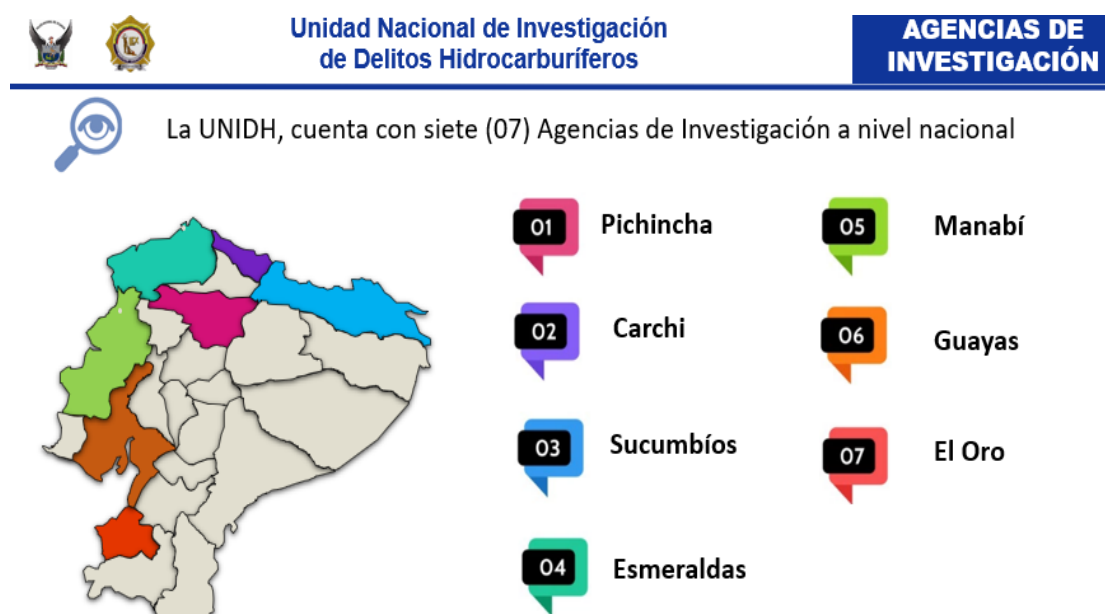 Unidad Nacional de Investigación
de Delitos Hidrocarburíferos
AGENCIAS DE
INVESTIGACIÓN
La UNIDH, cuenta con siete (07) Agencias de Investigación a nivel nacional
01 Pichincha
02 Carchi
03 Sucumbíos
04 Esmeraldas
05 Manabí
06 Guayas
07 El Oro